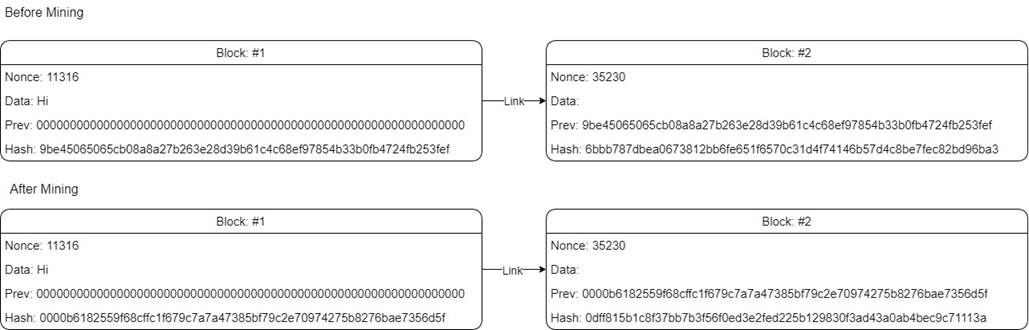 Before Mining
Block: #1
Nonce: 11316
Data: Hi
Prev: 0000000000000000000000000000000000000000000000000000000000000000
Hash: 9be45065065cb08a8a27b263e28d39b61c4c68ef97854b33b0fb4724fb253fef
Link
Block: #2
Nonce: 35230
Data:
Prev: 9be45065065cb08a8a27b263e28d39b61c4c68ef97854b33b0fb4724fb253fef
Hash: 6bbb787dbea0673812bb6fe651f6570c31d4f74146b57d4c8be7fec82bd96ba3
After Mining
Block: #1
Nonce: 11316
Data: Hi
Prev: 0000000000000000000000000000000000000000000000000000000000000000
Hash: 0000b6182559f68cffc1f679c7a7a47385bf79c2e70974275b8276bae7356d5f
Link
Block: #2
Nonce: 35230
Data:
Prev: 0000b6182559f68cffc1f679c7a7a47385bf79c2e70974275b8276bae7356d5f
Hash: 0dff815b1c8f37bb7b3f56f0ed3e2fed225b129830f3ad43a0ab4bec9c71113a